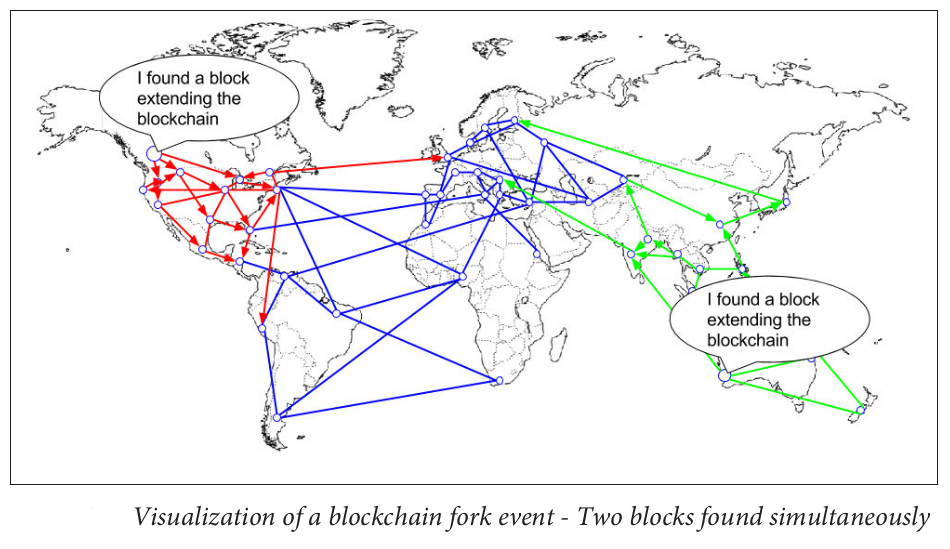 I found a block
extending the
blockchain
I found a block
extending the
blockchain
Visualization of a blockchain fork event - Two blocks found simultaneously